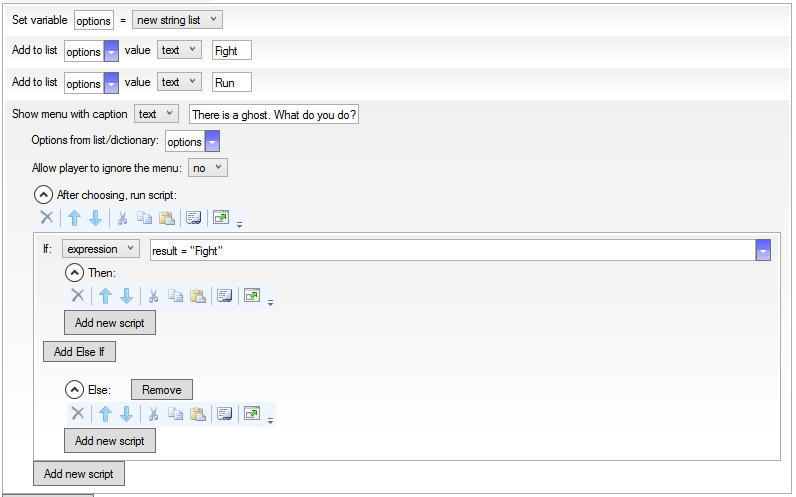 Set variable options = new string list
Add to list options value text Fight
Add to list options value text Run
Show menu with caption text There is a ghost. What do you do?
Options from list/dictionary: options
Allow player to ignore the menu: no
After choosing, run script:
If: expression result = "Fight"
Then:
Add new script
Add Else If
Else: Remove
Add new script
Add new script